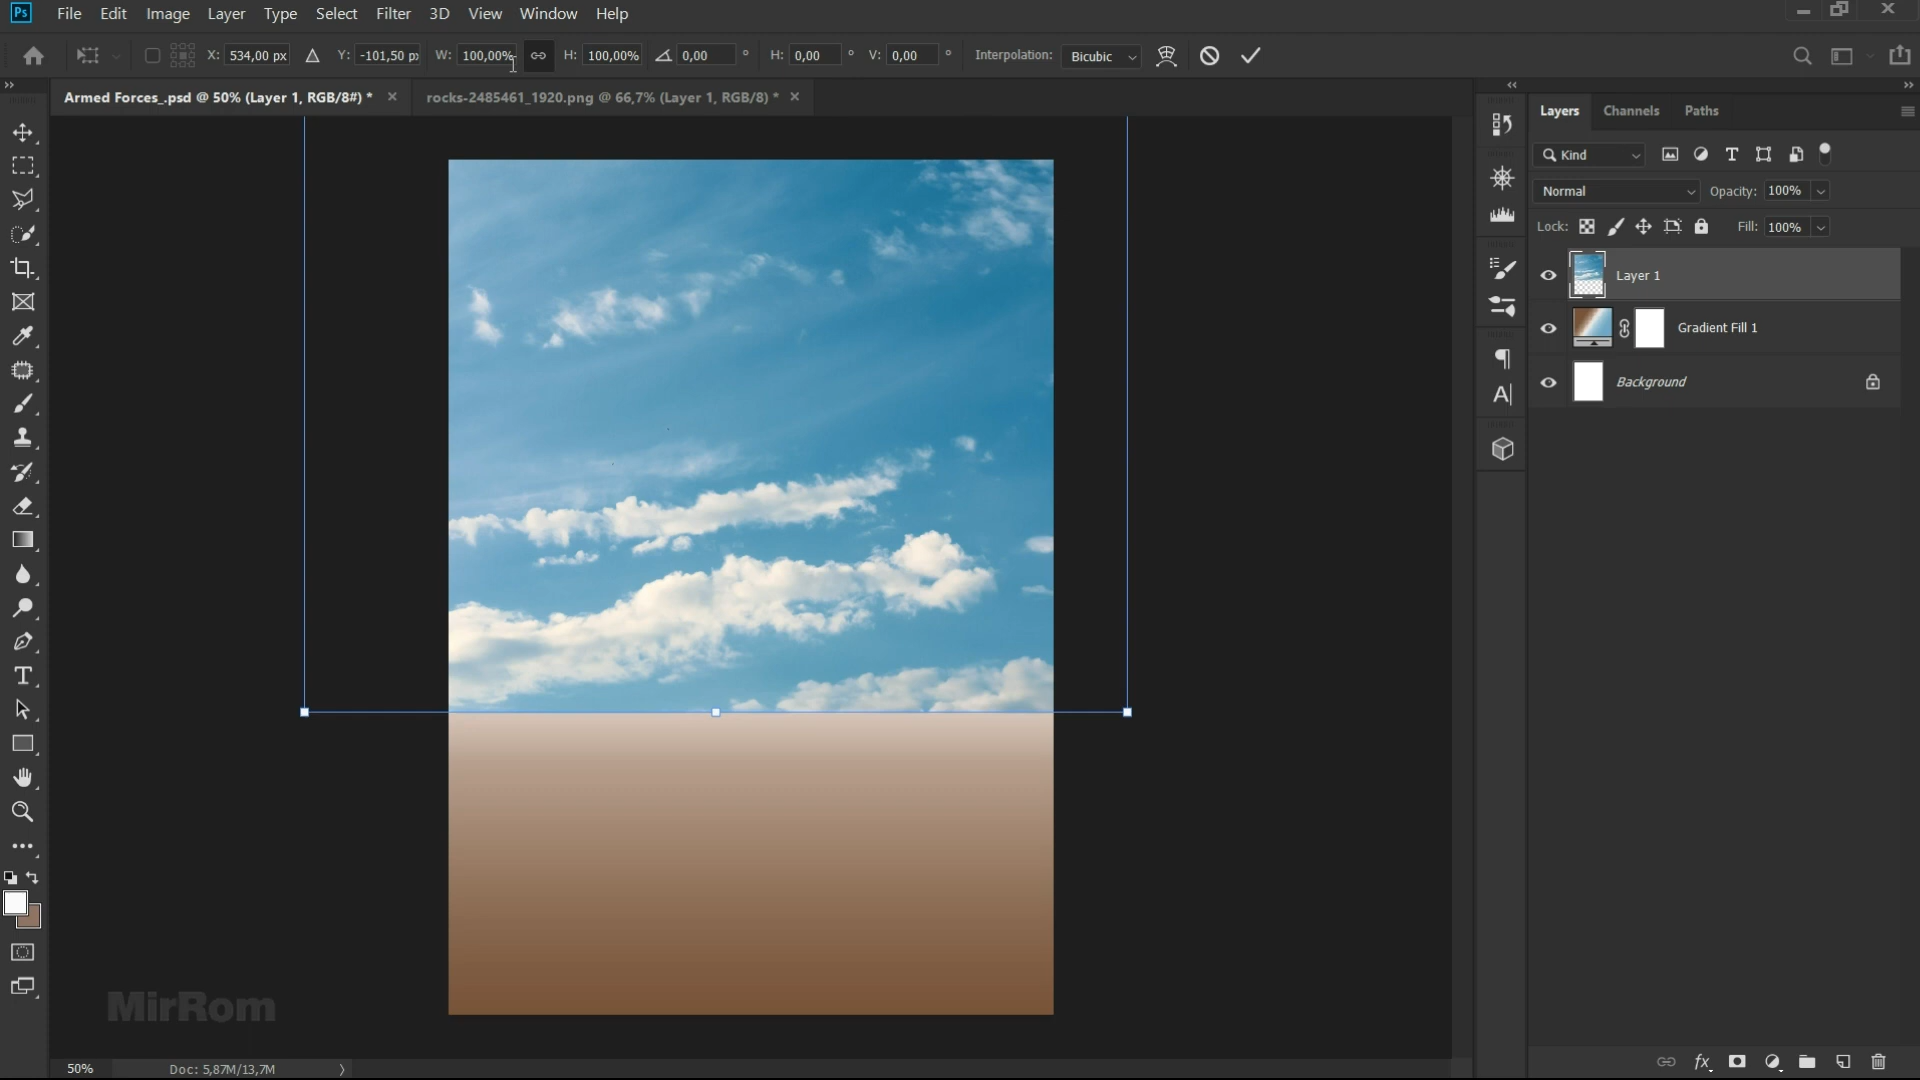 Ps File Edit Image Layer Type Select Filter 3D View Window Help
X: 534,00 px Y: -101,50 p W: 100,00% H: 100,00% 0,00 ° H: 0,00 ° V: 0,00 ° Interpolation: Bicubic
Armed Forces_.psd @ 50% (Layer 1, RGB/8#) * × rocks-2485461_1920.png @ 66,7% (Layer 1, RGB/8) * ×
Layers Channels Paths
Kind
Normal Opacity: 100%
Lock: Fill: 100%
Layer 1
Gradient Fill 1
Background
MirRom
50% Doc: 5,87M/13,7M